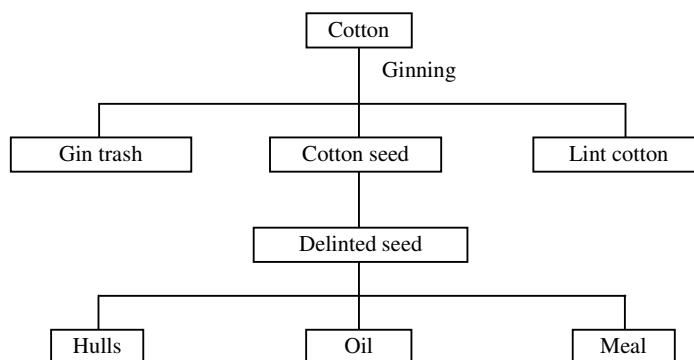 Cotton
Ginning
Gin trash
Cotton seed
Lint cotton
Delinted seed
Hulls
Oil
Meal